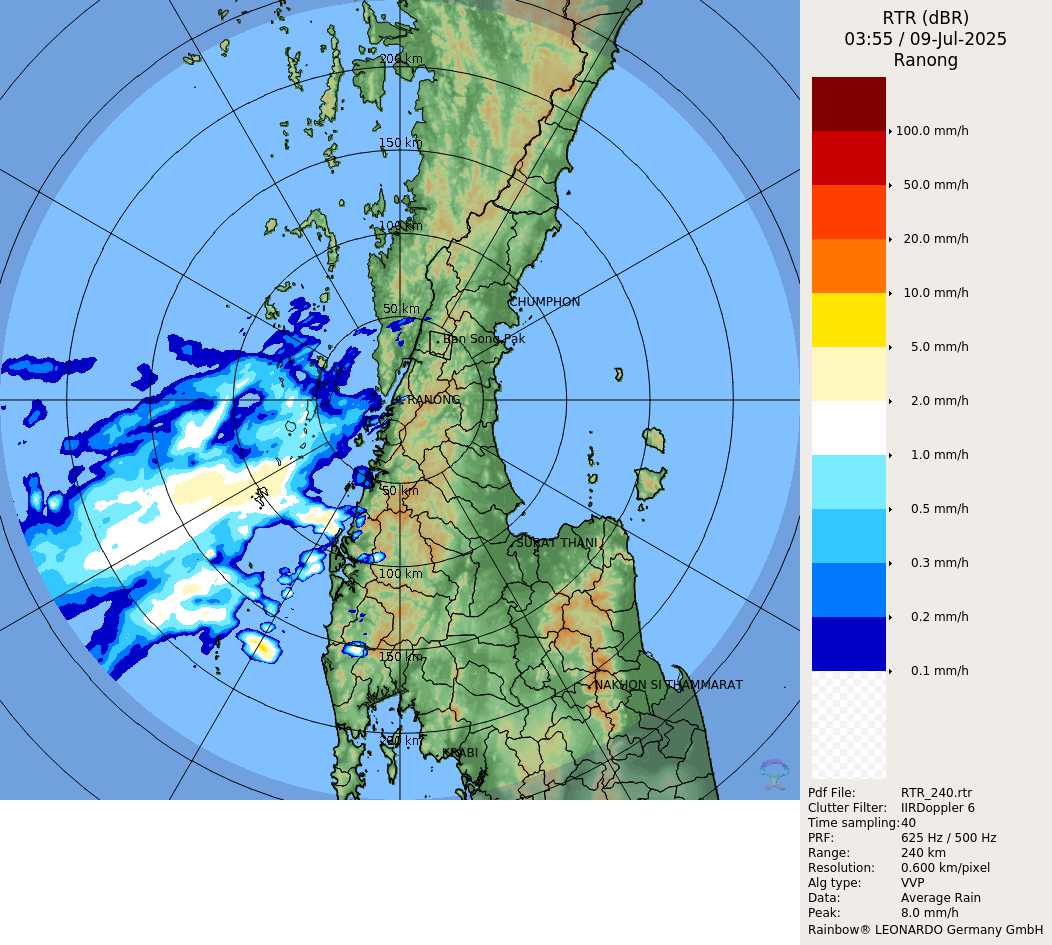 RTR (dBR)
03:55 / 09-Jul-2025
Ranong
200 km
150 km
100 km
50 km
CHUMPHON
Ban Song Pak
RANONG
50 km
SURAT THANI
100 km
150 km
NAKHON SI THAMMARAT
200 km
KRABI
100.0 mm/h
50.0 mm/h
20.0 mm/h
10.0 mm/h
5.0 mm/h
2.0 mm/h
1.0 mm/h
0.5 mm/h
0.3 mm/h
0.2 mm/h
0.1 mm/h
Pdf File: RTR_240.rtr
Clutter Filter: IIRDoppler 6
Time sampling: 40
PRF: 625 Hz / 500 Hz
Range: 240 km
Resolution: 0.600 km/pixel
Alg type: VVP
Data: Average Rain
Peak: 8.0 mm/h
Rainbow® LEONARDO Germany GmbH